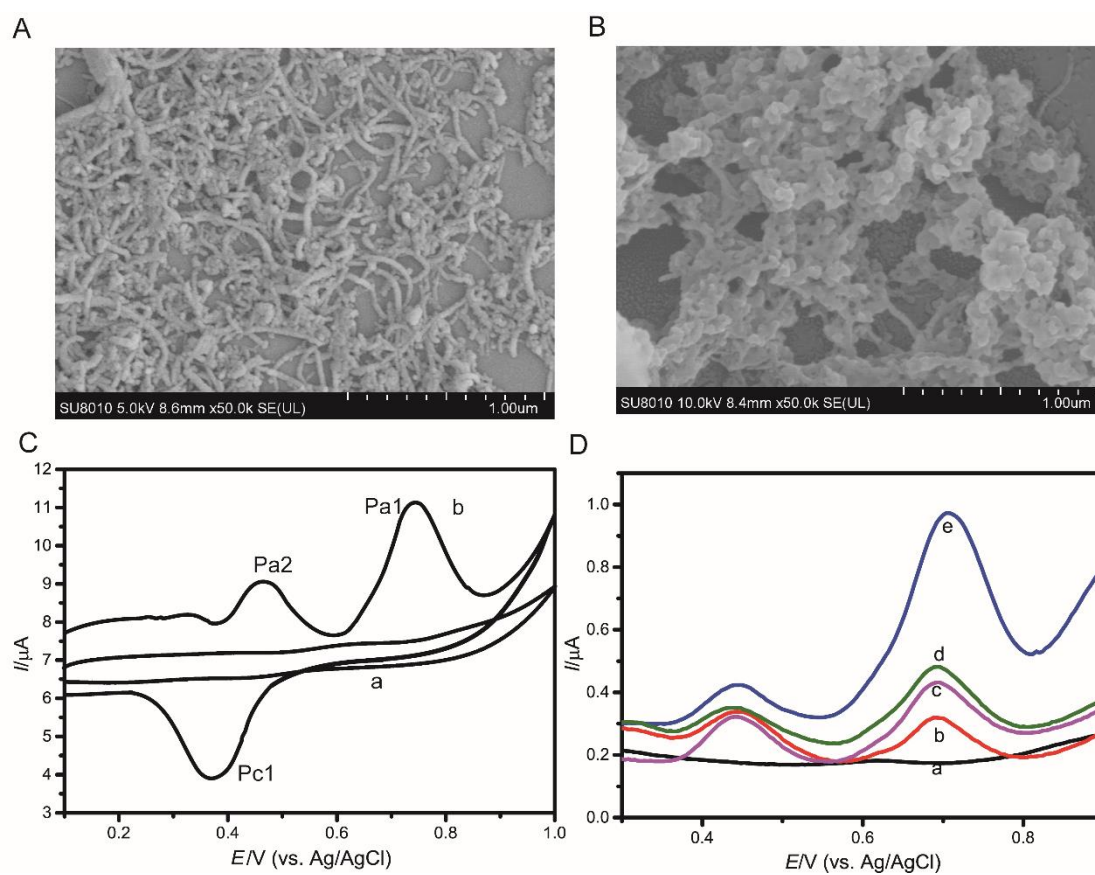 A
SU8010 5.0kV 8.6mm x50.0k SE(UL)
1.00um
B
SU8010 10.0kV 8.4mm x50.0k SE(UL)
1.00um
C
12
11
10
9
8
7
6
5
4
3
I/μA
Pa1
b
Pa2
a
Pc1
0.2
0.4
0.6
0.8
1.0
E/V (vs. Ag/AgCl)
D
1.0
0.8
0.6
0.4
0.2
0.0
I/μA
e
d
c
b
a
0.4
0.6
0.8
E/V (vs. Ag/AgCl)